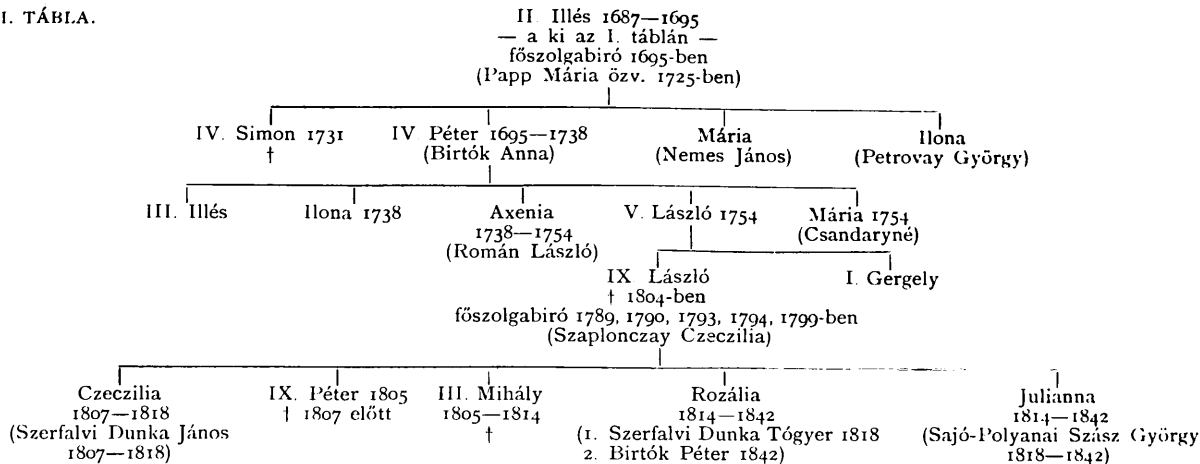 I. TÁBLA.
II. Illés 1687—1695
— a ki az I. táblán —
főszolgabiró 1695-ben
(Papp Mária özv. 1725-ben)
IV. Simon 1731 IV Péter 1695—1738 Mária Ilona
† (Birtók Anna) (Nemes János) (Petrovay György)
III. Illés Ilona 1738 Axenia V. László 1754 Mária 1754
1738—1754 (Csandaryné)
(Román László)
IX. László I. Gergely
† 1804-ben
főszolgabiró 1789, 1790, 1793, 1794, 1799-ben
(Szaplonczay Czeczilia)
Czeczilia IX. Péter 1805 III. Mihály Rozália Julianna
1807—1818 † 1807 előtt 1805—1814 1814—1842 1814—1842
(Szerfalvi Dunka János † (1. Szerfalvi Dunka Tógyer 1818 (Sajó-Polyanai Szász György
1807—1818) 2. Birtók Péter 1842) 1818—1842)